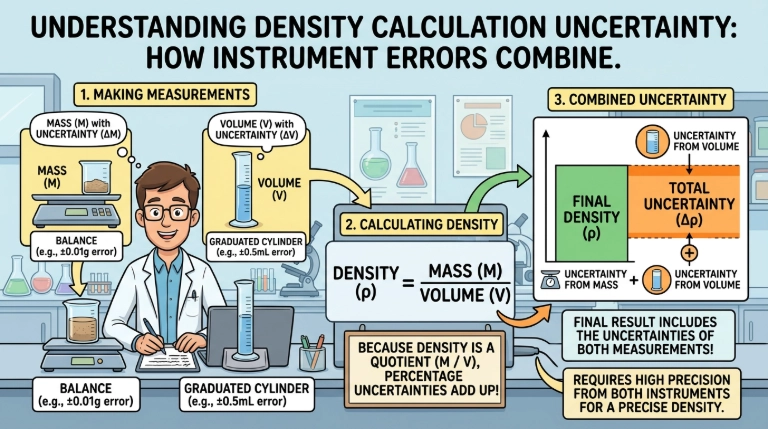 UNDERSTANDING DENSITY CALCULATION UNCERTAINTY:
HOW INSTRUMENT ERRORS COMBINE.
1. MAKING MEASUREMENTS
MASS (M) with
UNCERTAINTY (ΔM)
MASS
(M)
BALANCE
(e.g., ±0.01g error)
VOLUME (V) with
UNCERTAINTY (ΔV)
VOLUME
(V)
GRADUATED CYLINDER
(e.g., ±0.5mL error)
BALANCE
(e.g., ±0.01g error)
GRADUATED CYLINDER
(e.g., ±0.5mL error)
2. CALCULATING DENSITY
DENSITY
(ρ)
=
MASS (M)
VOLUME (V)
BECAUSE DENSITY IS A
QUOTIENT (M / V),
PERCENTAGE
UNCERTAINTIES ADD UP!
3. COMBINED UNCERTAINTY
UNCERTAINTY
FROM VOLUME
FINAL
DENSITY
(ρ)
TOTAL
UNCERTAINTY
(Δρ)
+
UNCERTAINTY
FROM MASS
+
UNCERTAINTY
FROM VOLUME
FINAL RESULT INCLUDES
THE UNCERTAINTIES OF
BOTH MEASUREMENTS!
REQUIRES HIGH PRECISION
FROM BOTH INSTRUMENTS
FOR A PRECISE DENSITY.